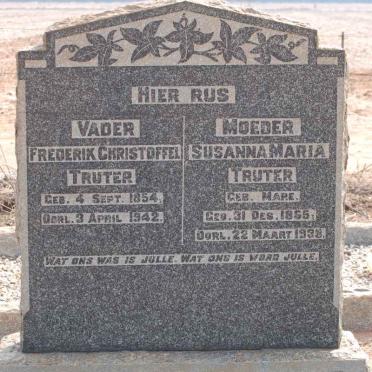 HIER RUS
VADER
FREDERIK CHRISTOFFEL
TRUTER
GEB. 4 SEPT. 1854.
OORL. 3 APRIL 1942.
MOEDER
SUSANNA MARIA
TRUTER
GEB. MARE.
GEB. 31 DES. 1855.
OORL. 22 MAART 1938.
WAT ONS WAS IS JULLE. WAT ONS IS WORD JULLE.